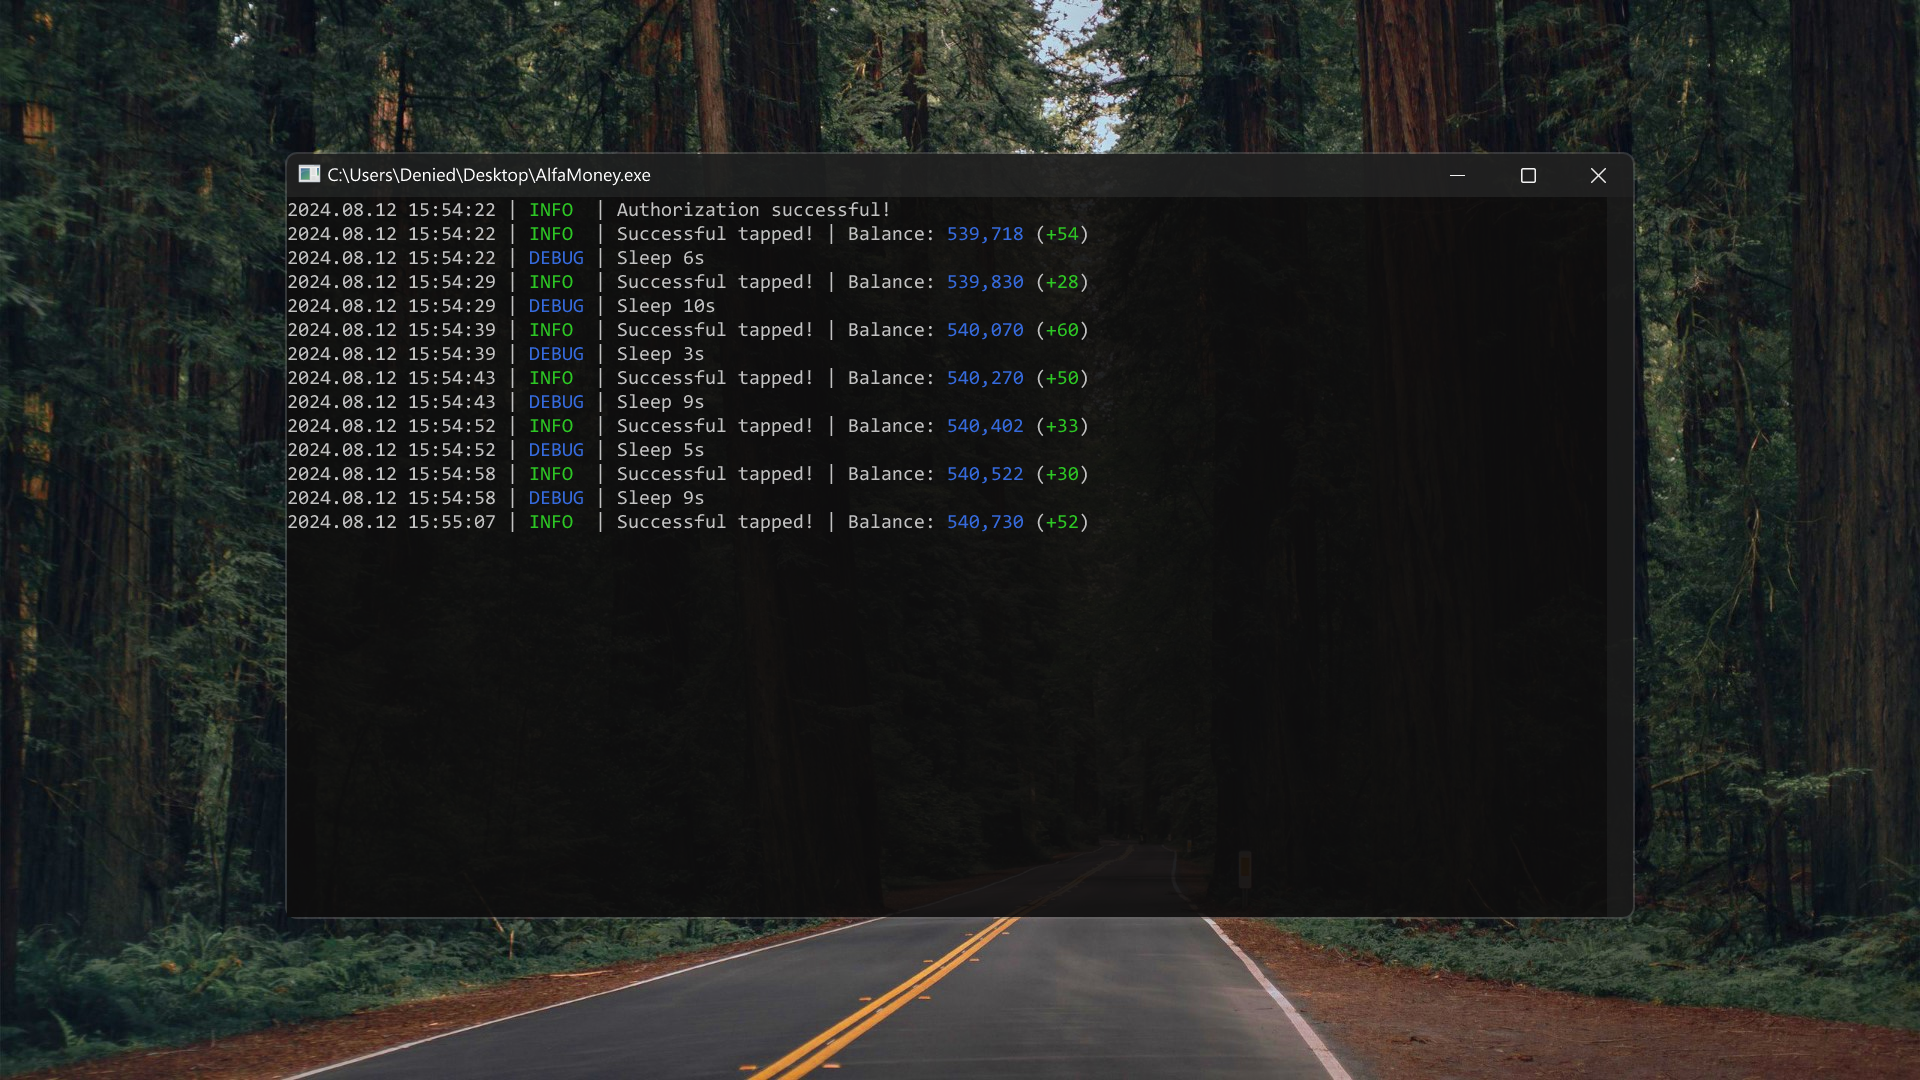 C:\Users\Denied\Desktop\AlfaMoney.exe
2024.08.12 15:54:22 | INFO  | Authorization successful!
2024.08.12 15:54:22 | INFO  | Successful tapped! | Balance: 539,718 (+54)
2024.08.12 15:54:22 | DEBUG | Sleep 6s
2024.08.12 15:54:29 | INFO  | Successful tapped! | Balance: 539,830 (+28)
2024.08.12 15:54:29 | DEBUG | Sleep 10s
2024.08.12 15:54:39 | INFO  | Successful tapped! | Balance: 540,070 (+60)
2024.08.12 15:54:39 | DEBUG | Sleep 3s
2024.08.12 15:54:43 | INFO  | Successful tapped! | Balance: 540,270 (+50)
2024.08.12 15:54:43 | DEBUG | Sleep 9s
2024.08.12 15:54:52 | INFO  | Successful tapped! | Balance: 540,402 (+33)
2024.08.12 15:54:52 | DEBUG | Sleep 5s
2024.08.12 15:54:58 | INFO  | Successful tapped! | Balance: 540,522 (+30)
2024.08.12 15:54:58 | DEBUG | Sleep 9s
2024.08.12 15:55:07 | INFO  | Successful tapped! | Balance: 540,730 (+52)